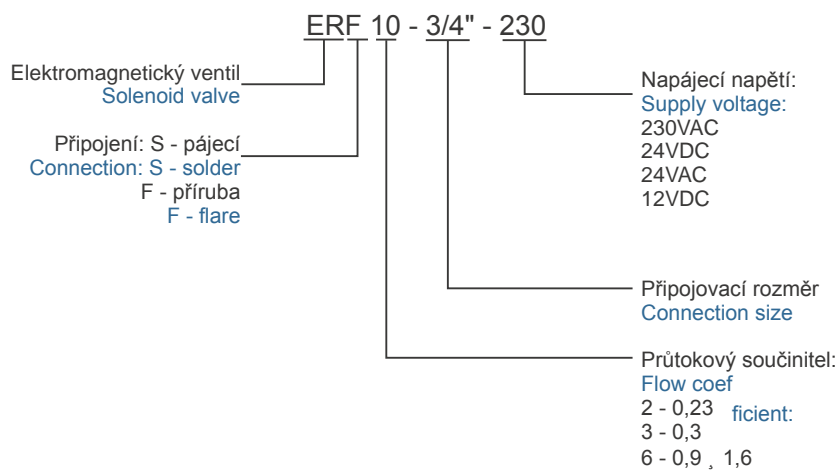 ERF 10 - 3/4" - 230
Elektromagnetický ventil
Solenoid valve
Připojení: S - pájecí
Connection: S - solder
F - příruba
F - flare
Napájecí napětí:
Supply voltage:
230VAC
24VDC
24VAC
12VDC
Připojovací rozměr
Connection size
Průtokový součinitel:
Flow coef
2 - 0,23 ficient:
3 - 0,3
6 - 0,9 ¸ 1,6